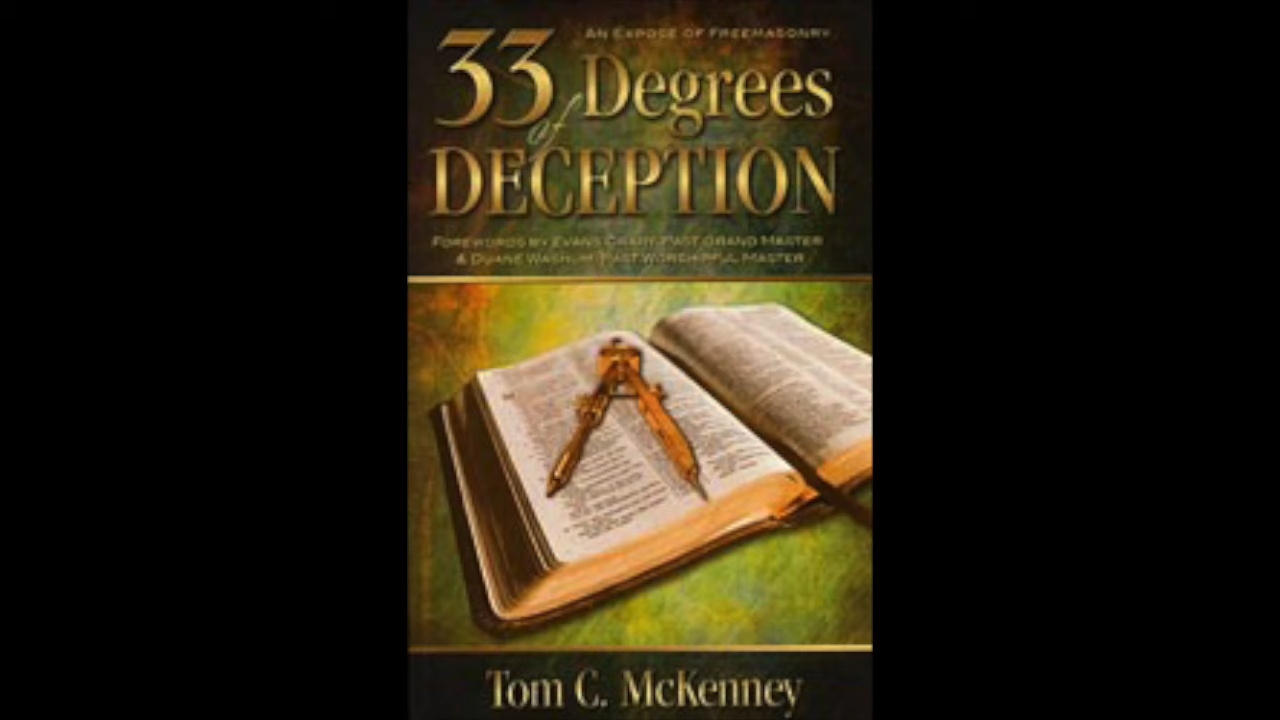 AN EXPOSE OF FREEMASONRY
33 Degrees
of
DECEPTION
FOREWORDS BY EVANS CRARY, PAST GRAND MASTER
& DUANE WASHUM, PAST WORSHIPFUL MASTER
Tom C. McKenney